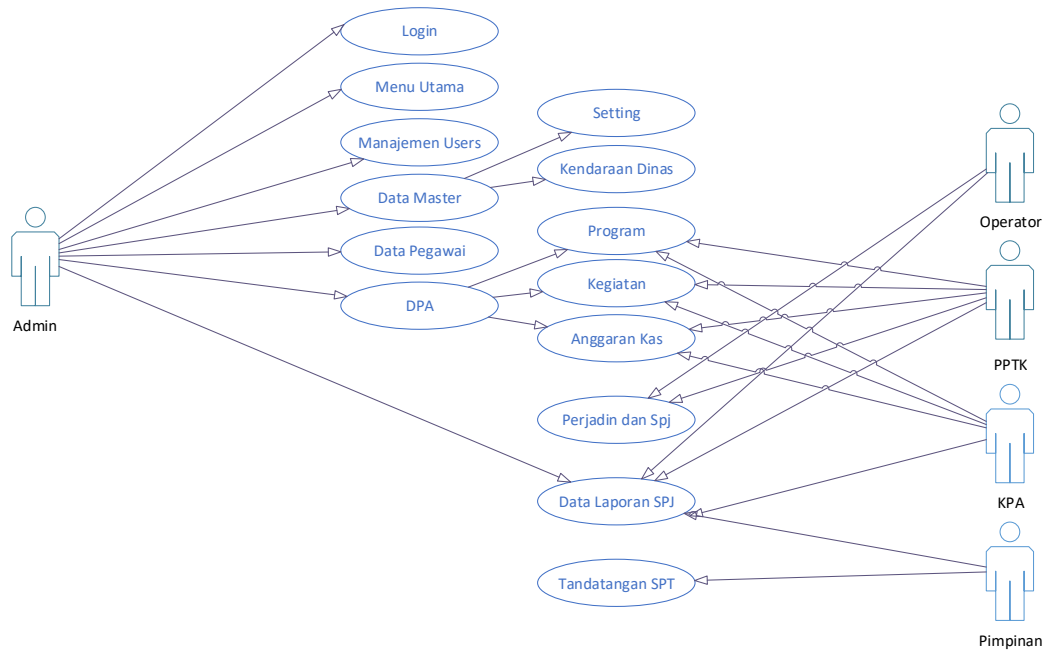 Login
Menu Utama
Manajemen Users
Data Master
Data Pegawai
DPA
Setting
Kendaraan Dinas
Program
Kegiatan
Anggaran Kas
Perjadin dan Spj
Data Laporan SPJ
Tandatangan SPT
Admin
Operator
PPTK
KPA
Pimpinan